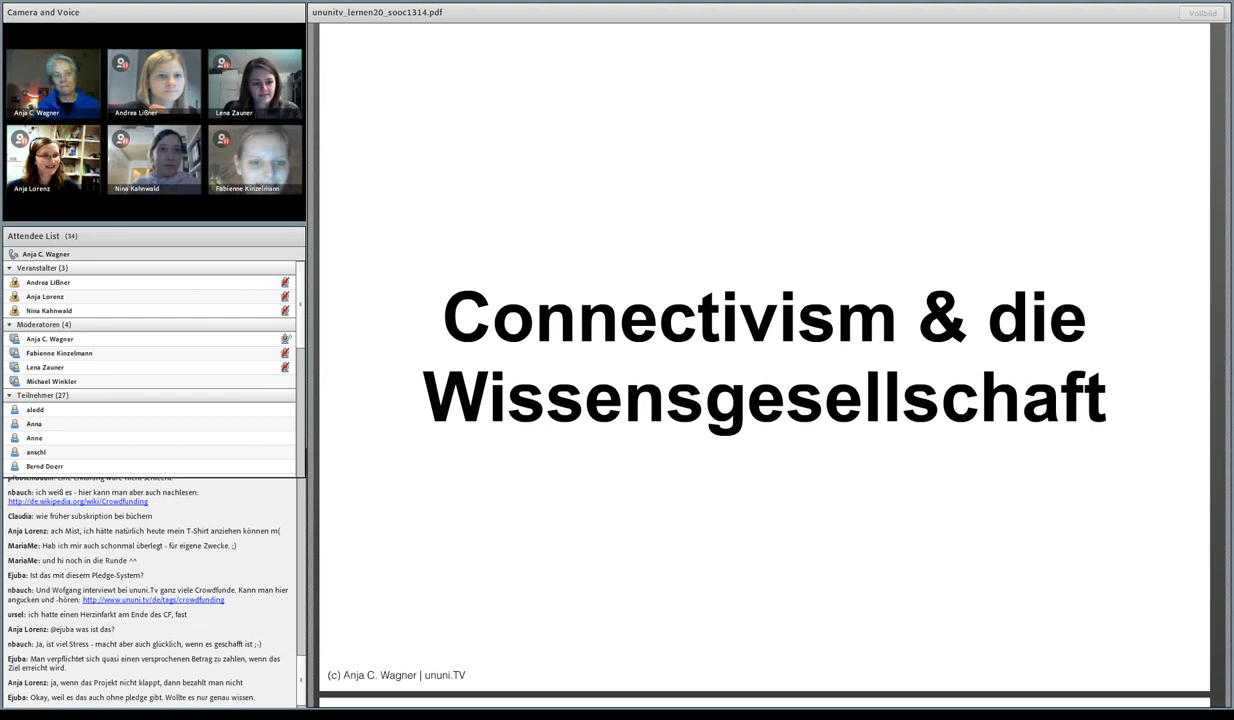 Camera and Voice
Anja C. Wagner
Andrea Lißner
Lena Zauner
Anja Lorenz
Nina Kahnwald
Fabienne Kinzelmann
Attendee List (34)
Anja C. Wagner
Veranstalter (3)
Andrea Lißner
Anja Lorenz
Nina Kahnwald
Moderatoren (4)
Anja C. Wagner
Fabienne Kinzelmann
Lena Zauner
Michael Winkler
Teilnehmer (27)
aledd
Anna
Anne
anschl
Bernd Doerr
nbauch: ich weiß es - hier kann man aber auch nachlesen:
http://de.wikipedia.org/wiki/Crowdfunding
Claudia: wie früher subskription bei büchern
Anja Lorenz: ach Mist, ich hätte natürlich heute mein T-Shirt anziehen können m(
MariaMe: Hab ich mir auch schonmal überlegt - für eigene Zwecke. ;)
MariaMe: und hi noch in die Runde ^^
Ejuba: Ist das mit diesem Pledge-System?
nbauch: Und Wofgang interviewt bei ununi.Tv ganz viele Crowdfunde. Kann man hier
angucken und -hören: http://www.ununi.tv/de/tags/crowdfunding
ursel: ich hatte einen Herzinfarkt am Ende des CF, fast
Anja Lorenz: @ejuba was ist das?
nbauch: Ja, ist viel Stress - macht aber auch glücklich, wenn es geschafft ist ;-)
Ejuba: Man verpflichtet sich quasi einen versprochenen Betrag zu zahlen, wenn das
Ziel erreicht wird.
Anja Lorenz: ja, wenn das Projekt nicht klappt, dann bezahlt man nicht
Ejuba: Okay, weil es das auch ohne pledge gibt. Wollte es nur genau wissen.
ununitv_lernen20_sooc1314.pdf
Vollbild
Connectivism & die
Wissensgesellschaft
(c) Anja C. Wagner | ununi.TV